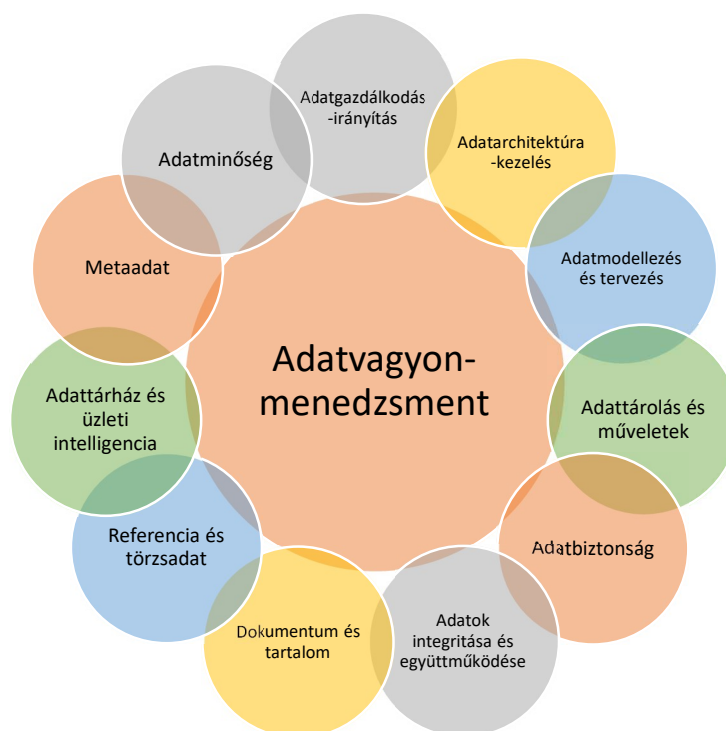 Adatgazdálkodás
-irányítás
Adatarchitektúra
-kezelés
Adatmodellezés
és tervezés
Adattárolás és
műveletek
Adatbiztonság
Adatok
integritása és
együttműködése
Dokumentum és
tartalom
Referencia és
törzsadat
Adattárház és
üzleti
intelligencia
Metaadat
Adatminőség
Adatvagyon-
menedzsment